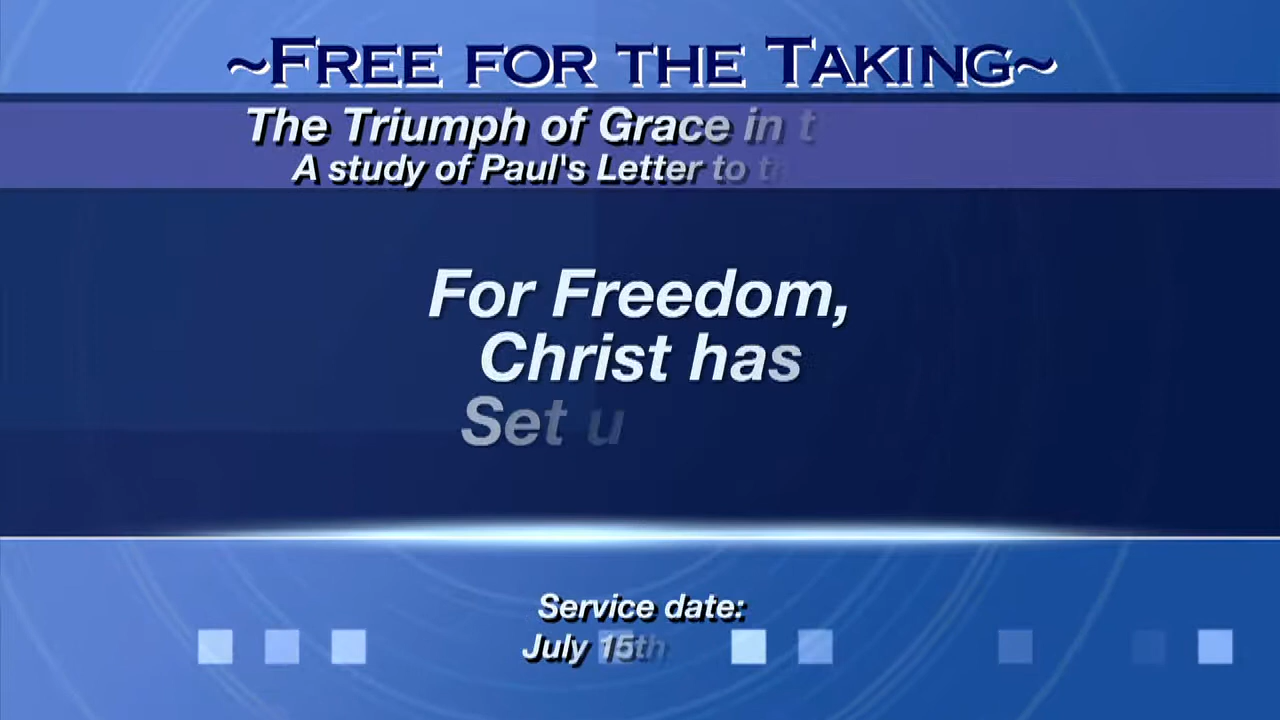 ~FREE FOR THE TAKING~
The Triumph of Grace in t
A study of Paul's Letter to th
For Freedom,
Christ has
Set u
Service date:
July 15th